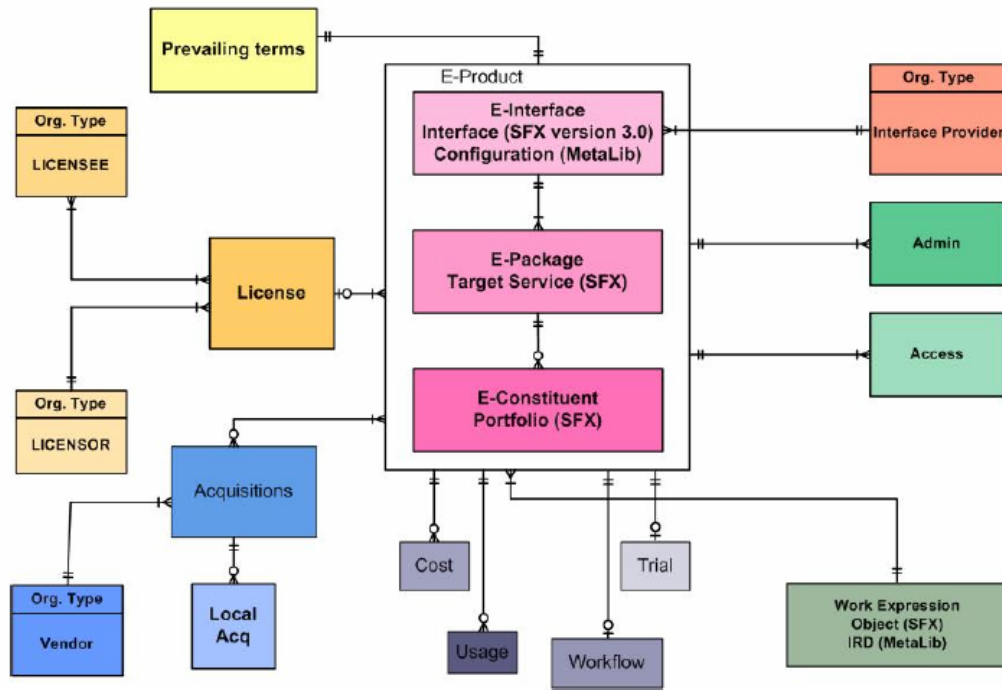 Prevailing terms
E-Product
E-Interface
Interface (SFX version 3.0)
Configuration (MetaLib)
Org. Type
Interface Provider
Org. Type
LICENSEE
Admin
License
E-Package
Target Service (SFX)
Access
Org. Type
LICENSOR
E-Constituent
Portfolio (SFX)
Acquisitions
Cost
Trial
Org. Type
Vendor
Local
Acq
Usage
Workflow
Work Expression
Object (SFX)
IRD (MetaLib)